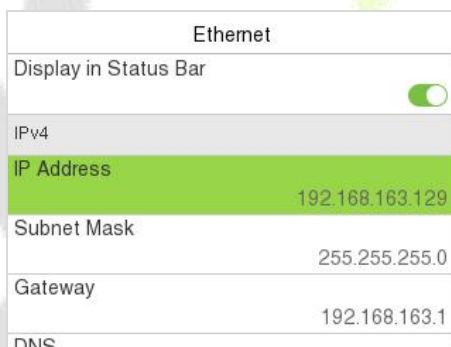 Ethernet
Display in Status Bar
IPv4
IP Address
192.168.163.129
Subnet Mask
255.255.255.0
Gateway
192.168.163.1
DNS